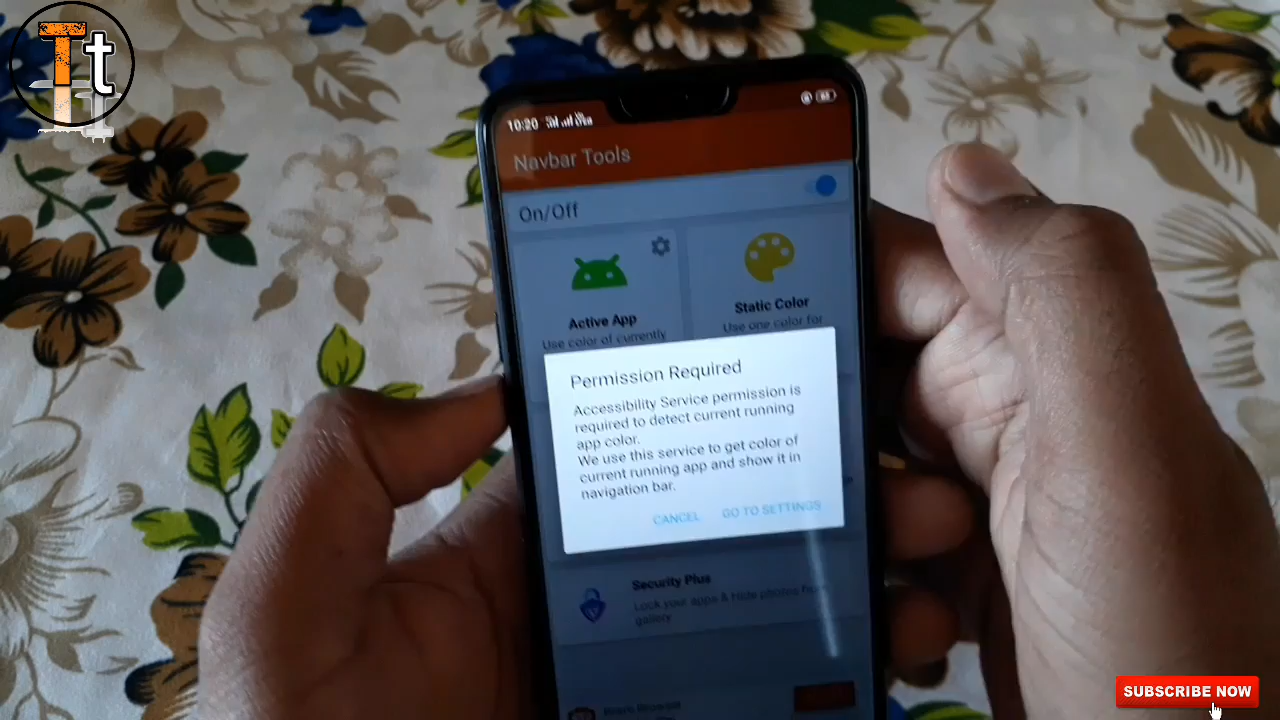 Tt
10:20
Navbar Tools
On/Off
Active App
Use color of currently
Static Color
Use one color for
Permission Required
Accessibility Service permission is
required to detect current running
app color.
We use this service to get color of
current running app and show it in
navigation bar.
CANCEL GO TO SETTINGS
Security Plus
Lock your apps & Hide photos from
gallery
Brave Browser
SUBSCRIBE NOW